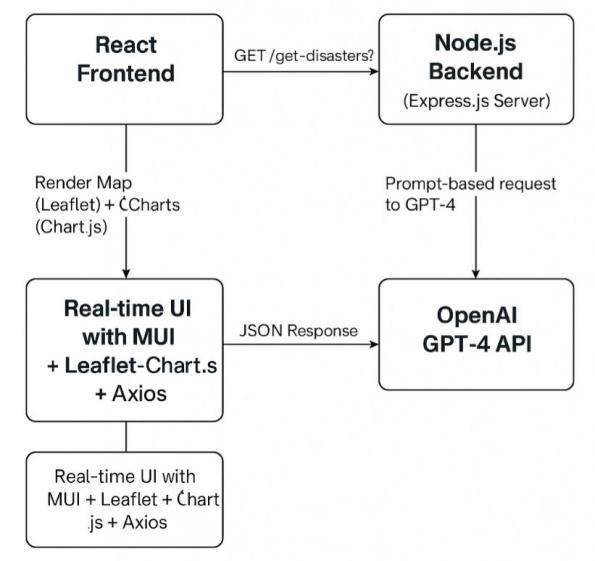 React
Frontend
GET /get-disasters?
Node.js
Backend
(Express.js Server)
Render Map
(Leaflet) + ĊCharts
(Chart.js)
Prompt-based request
to GPT-4
Real-time UI
with MUI
+ Leaflet-Chart.s
+ Axios
JSON Response
OpenAI
GPT-4 API
Real-time UI with
MUI + Leaflet + Ċhart
.js + Axios